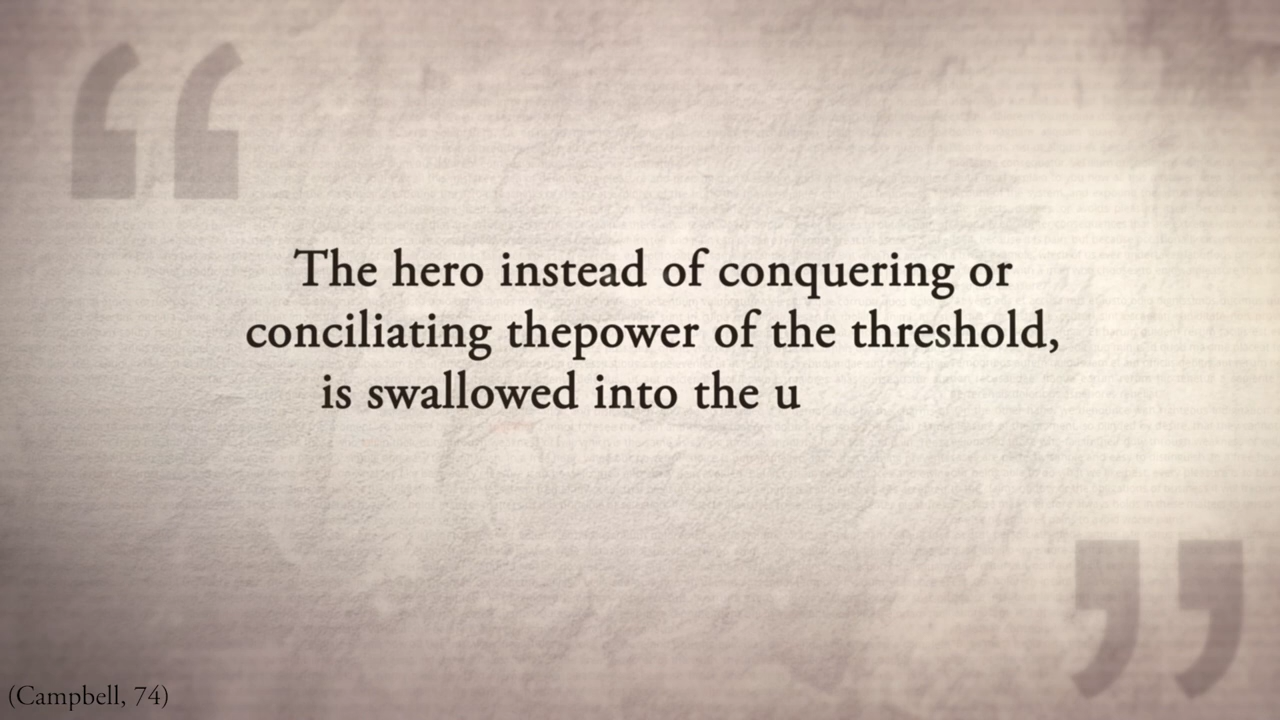 The hero instead of conquering or
conciliating thepower of the threshold,
is swallowed into the u
(Campbell, 74)